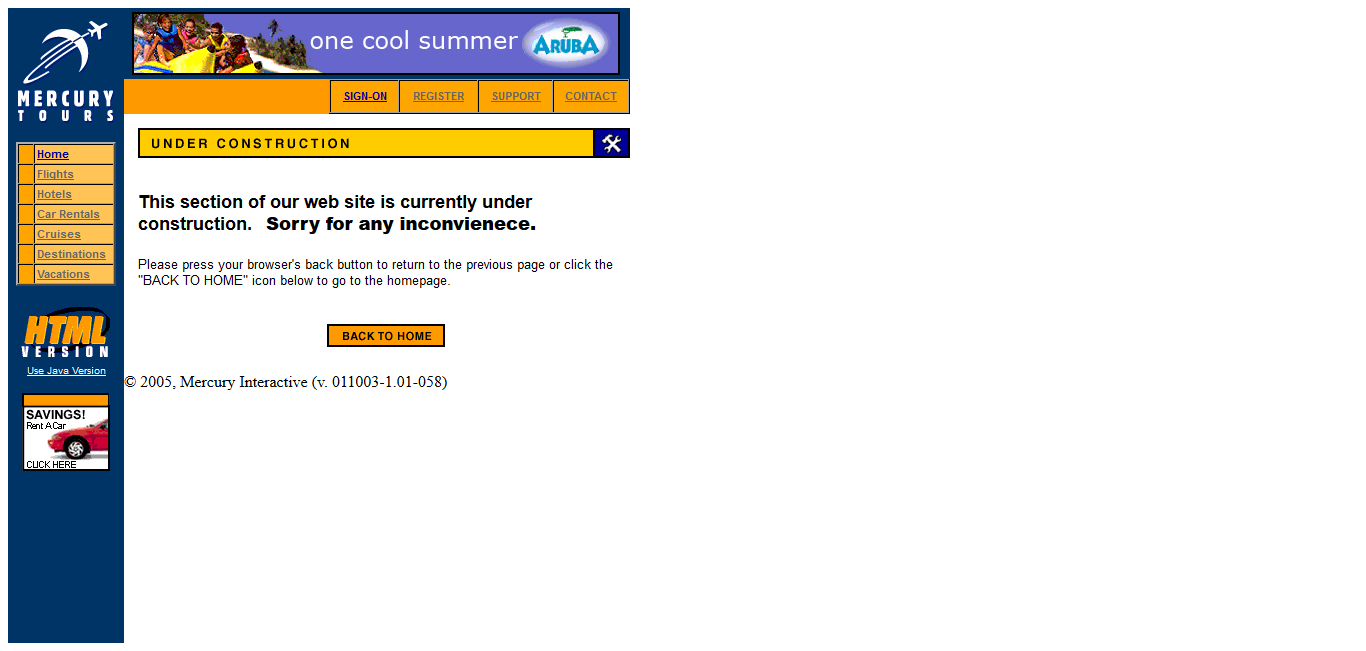 one cool summer ARUBA
MERCURY
TOURS
SIGN-ON REGISTER SUPPORT CONTACT
UNDER CONSTRUCTION
Home
Flights
Hotels
Car Rentals
Cruises
Destinations
Vacations
This section of our web site is currently under
construction. Sorry for any inconvienece.
Please press your browser's back button to return to the previous page or click the
"BACK TO HOME" icon below to go to the homepage.
HTML
VERSION
Use Java Version
BACK TO HOME
© 2005, Mercury Interactive (v. 011003-1.01-058)
SAVINGS!
Rent A Car
CLICK HERE